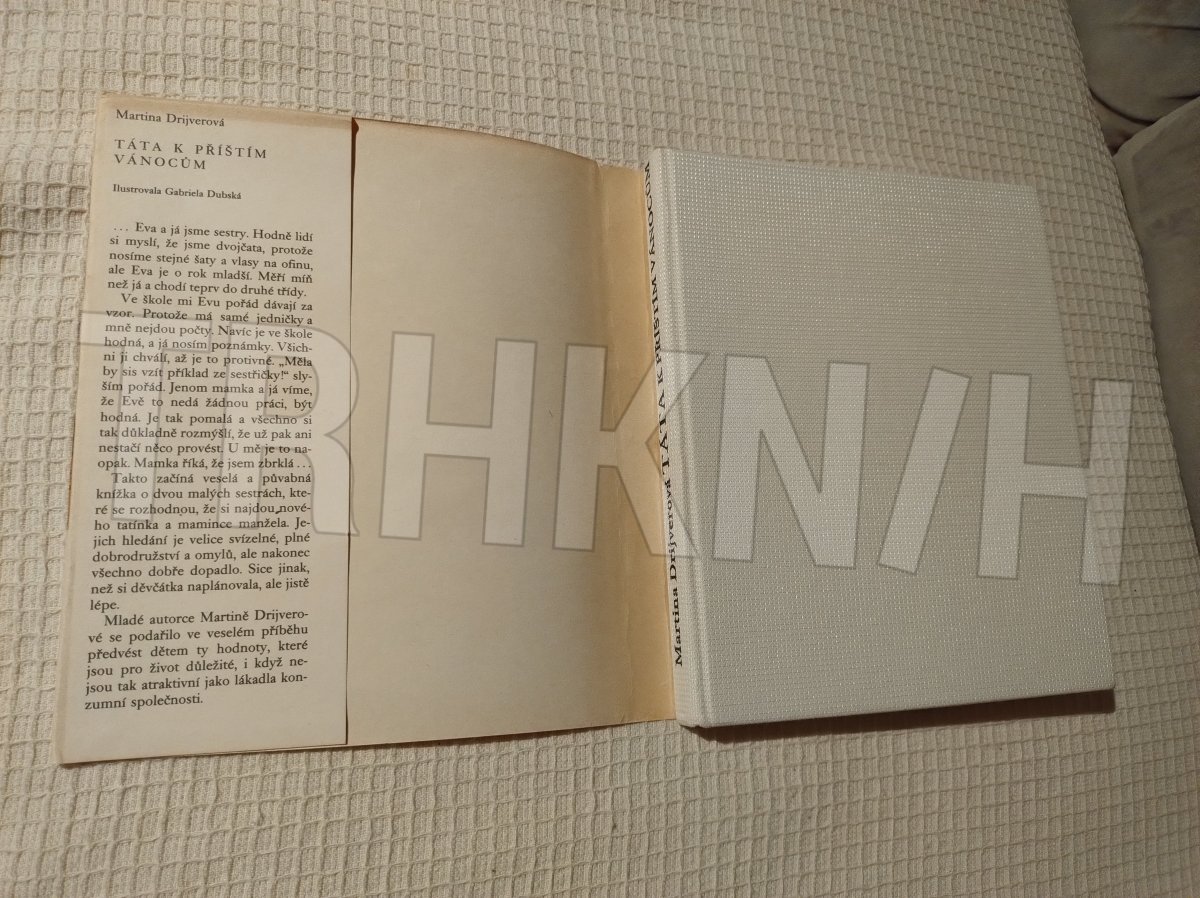 Martina Drijverová
TÁTA K PŘÍŠTÍM
VÁNOCŮM
Ilustrovala Gabriela Dubská
... Eva a já jsme sestry. Hodně lidí
si myslí, že jsme dvojčata, protože
nosíme stejné šaty a vlasy na ofinu,
ale Eva je o rok mladší. Měří míň
než já a chodí teprv do druhé třídy.
Ve škole mi Evu pořád dávají za
vzor. Protože má samé jedničky a
mně nejdou počty. Navíc je ve škole
hodná, a já nosím poznámky. Všich-
ni ji chválí, až je to protivné. „Měla
by sis vzít příklad ze sestřičky!“ sly-
ším pořád. Jenom mamka a já víme,
že Evě to nedá žádnou práci, být
hodná. Je tak pomalá a všechno si
tak důkladně rozmýšlí, že už pak ani
nestačí něco provést. U mě je to na-
opak. Mamka říká, že jsem zbrklá ...
Takto začíná veselá a půvabná
knížka o dvou malých sestrách, kte-
ré se rozhodnou, že si najdou nové-
ho tatínka a mamince manžela. Je-
jich hledání je velice svízelné, plné
dobrodružství a omylů, ale nakonec
všechno dobře dopadlo. Sice jinak,
než si děvčátka naplánovala, ale jistě
lépe.
Mladé autorce Martině Drijvero-
vé se podařilo ve veselém příběhu
předvést dětem ty hodnoty, které
jsou pro život důležité, i když ne-
jsou tak atraktivní jako lákadla kon-
zumní společnosti.
Martina Drijverová TÁTA K PŘÍŠTÍM VÁNOCŮM
TRHKNIH